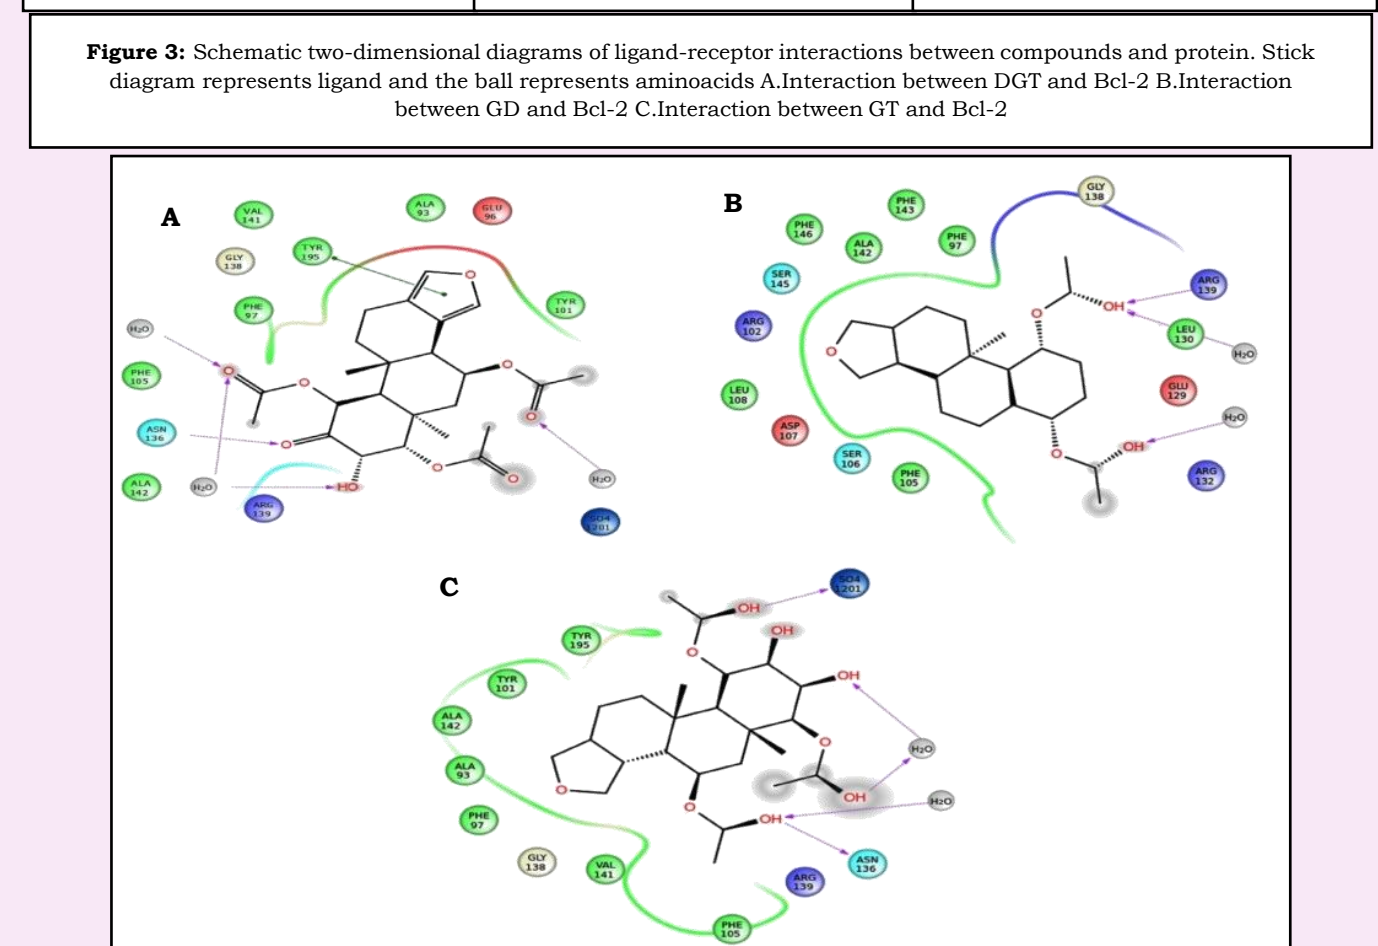 Figure 3: Schematic two-dimensional diagrams of ligand-receptor interactions between compounds and protein. Stick
diagram represents ligand and the ball represents aminoacids A.Interaction between DGT and Bcl-2 B.Interaction
between GD and Bcl-2 C.Interaction between GT and Bcl-2
A
VAL
141
ALA
93
GLU
96
TYR
195
GLY
138
O
PHE
97
TYR
101
H₂O
PHE
105
O
O
O
O
ASN
136
O
O
O
ALA
142
H₂O
HO
O
H₂O
ARG
139
SO4
1201
B
GLY
138
PHE
143
PHE
146
ALA
142
PHE
97
SER
145
ARG
139
O
OH
ARG
102
LEU
130
H₂O
O
LEU
108
GLU
129
ASP
107
H₂O
SER
106
O
OH
PHE
105
ARG
132
C
SO4
1201
OH
OH
TYR
195
O
TYR
101
OH
ALA
142
O
H₂O
ALA
93
O
OH
H₂O
O
PHE
97
OH
GLY
138
VAL
141
ASN
136
ARG
139
PHE
105